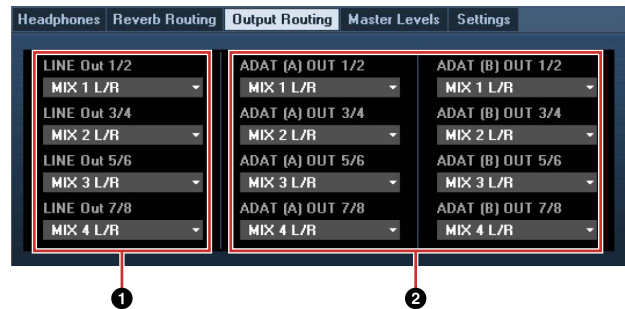 Headphones Reverb Routing Output Routing Master Levels Settings
LINE Out 1/2 ADAT (A) OUT 1/2 ADAT (B) OUT 1/2
MIX 1 L/R MIX 1 L/R MIX 1 L/R
LINE Out 3/4 ADAT (A) OUT 3/4 ADAT (B) OUT 3/4
MIX 2 L/R MIX 2 L/R MIX 2 L/R
LINE Out 5/6 ADAT (A) OUT 5/6 ADAT (B) OUT 5/6
MIX 3 L/R MIX 3 L/R MIX 3 L/R
LINE Out 7/8 ADAT (A) OUT 7/8 ADAT (B) OUT 7/8
MIX 4 L/R MIX 4 L/R MIX 4 L/R
1 2